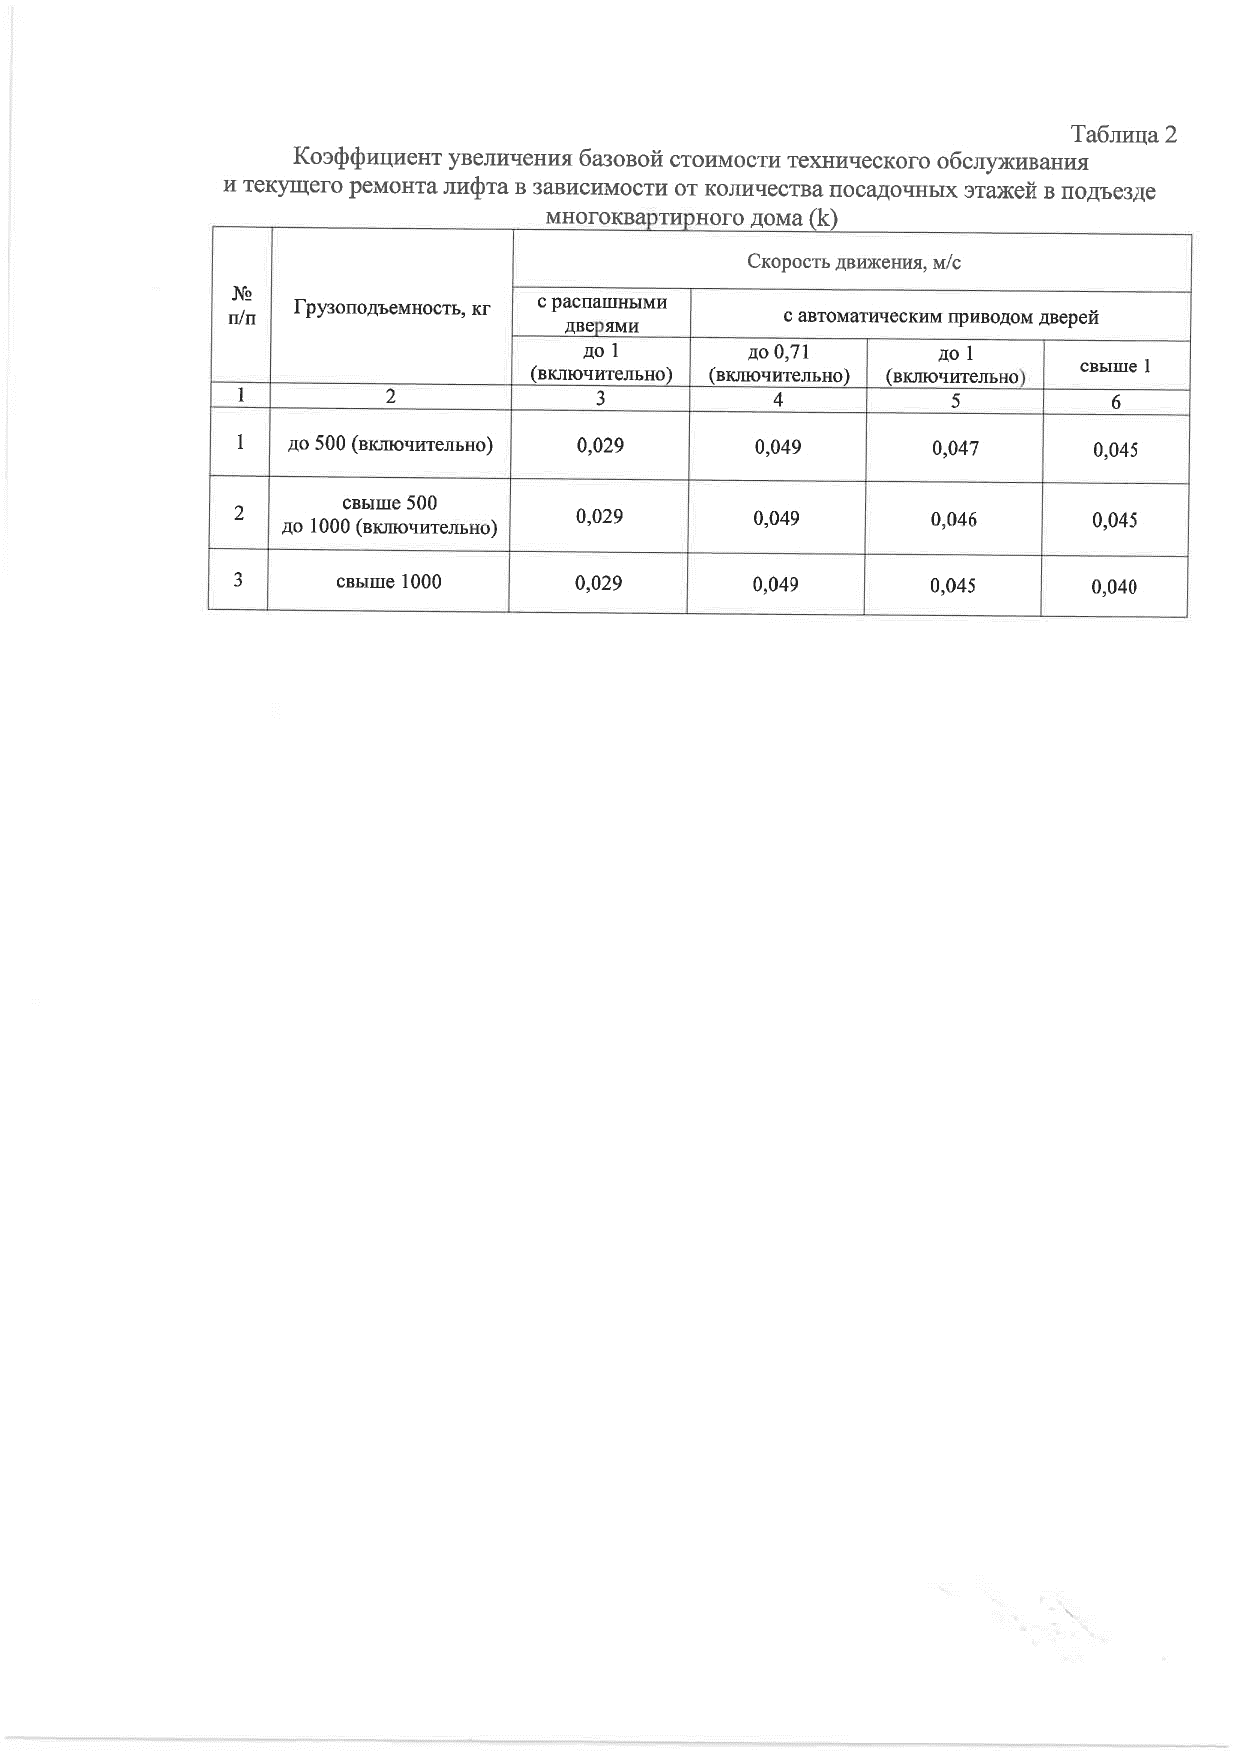 Таблица 2
Коэффициент увеличения базовой стоимости технического обслуживания
и текущего ремонта лифта в зависимости от количества посадочных этажей в подъезде
многоквартирного дома (k)
№
п/п
Грузоподъемность, кг
Скорость движения, м/с
с распашными
дверями
с автоматическим приводом дверей
до 1
(включительно)
до 0,71
(включительно)
до 1
(включительно)
свыше 1
1 2 3 4 5 6
1 до 500 (включительно) 0,029 0,049 0,047 0,045
2 свыше 500
до 1000 (включительно) 0,029 0,049 0,046 0,045
3 свыше 1000 0,029 0,049 0,045 0,040